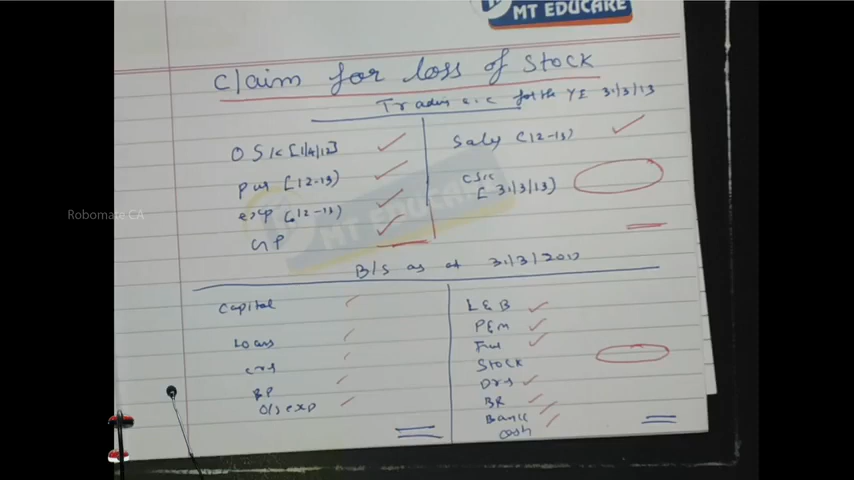 MT EDUCARE
Claim for loss of Stock
Trading a/c for the YE 31/3/13
O Stk [1/4/12]
Sales (12-13)
pur [12-13)
C Stk
[ 31/3/13)
exp (12-13)
GP
MT EDUCARE
B/S as at 31/3/2013
Capital
L & B
P & M
Loans
Fur
Stock
crs
Drs
BP
BR
O/s exp
Bank
cash
Robomate CA